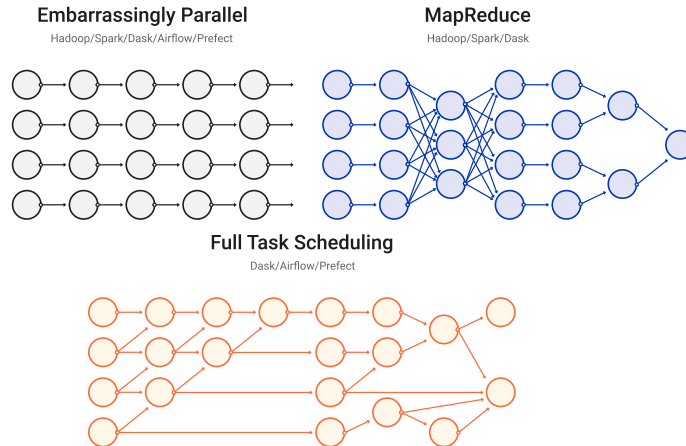 Embarrassingly Parallel
Hadoop/Spark/Dask/Airflow/Prefect
MapReduce
Hadoop/Spark/Dask
Full Task Scheduling
Dask/Airflow/Prefect